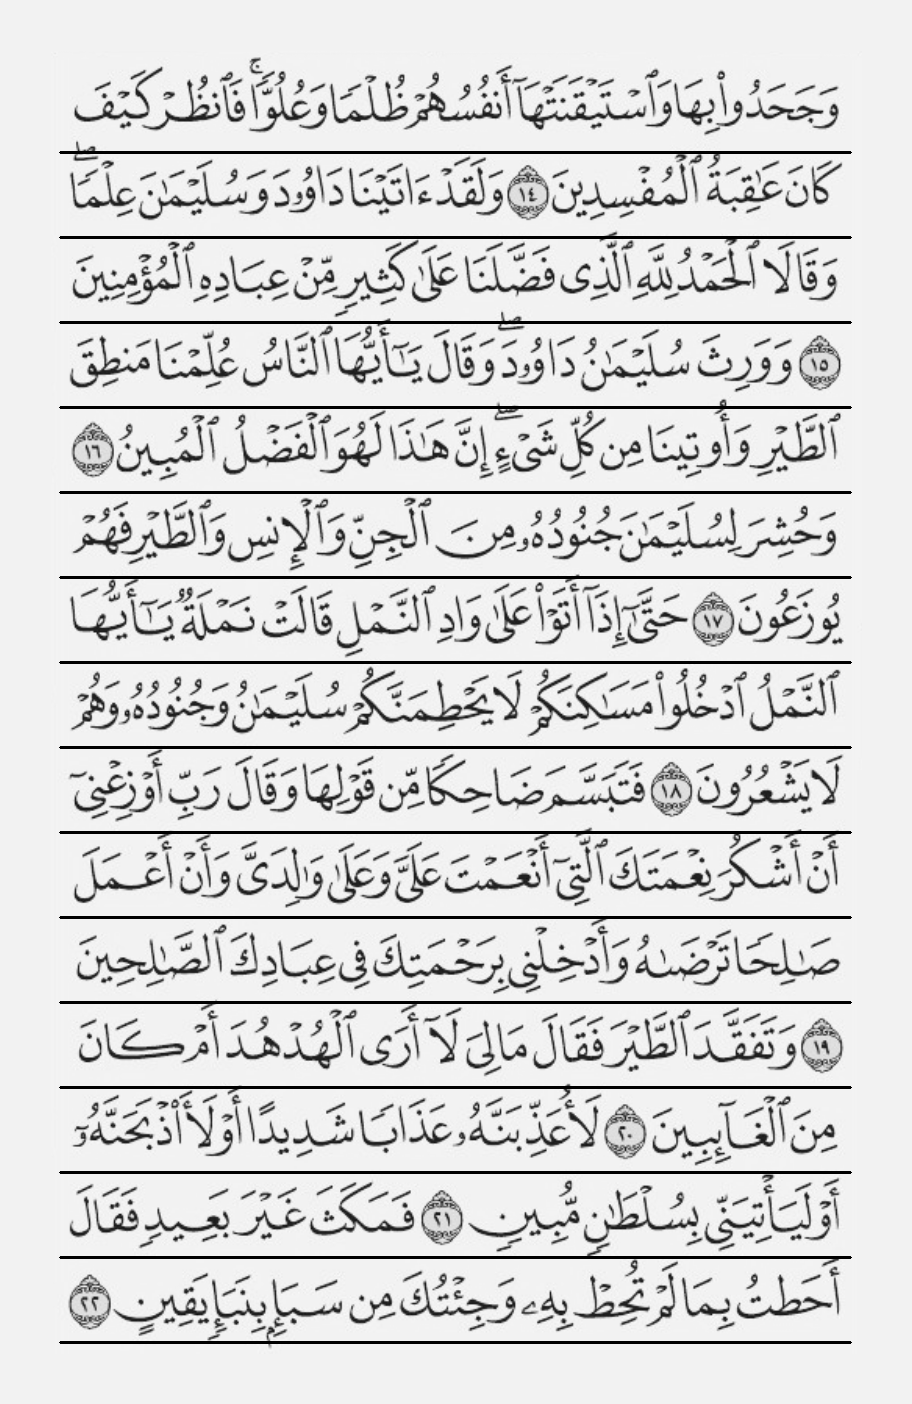 وَجَحَدُوا۟ بِهَا وَٱسْتَيْقَنَتْهَآ أَنفُسُهُمْ ظُلْمًا وَعُلُوًّا ۚ فَٱنظُرْ كَيْفَ
كَانَ عَـٰقِبَةُ ٱلْمُفْسِدِينَ ١٤ وَلَقَدْ ءَاتَيْنَا دَاوُۥدَ وَسُلَيْمَـٰنَ عِلْمًا ۖ
وَقَالَا ٱلْحَمْدُ لِلَّهِ ٱلَّذِى فَضَّلَنَا عَلَىٰ كَثِيرٍ مِّنْ عِبَادِهِ ٱلْمُؤْمِنِينَ
١٥ وَوَرِثَ سُلَيْمَـٰنُ دَاوُۥدَ ۖ وَقَالَ يَـٰٓأَيُّهَا ٱلنَّاسُ عُلِّمْنَا مَنطِقَ
ٱلطَّيْرِ وَأُوتِينَا مِن كُلِّ شَىْءٍ ۖ إِنَّ هَـٰذَا لَهُوَ ٱلْفَضْلُ ٱلْمُبِينُ ١٦
وَحُشِرَ لِسُلَيْمَـٰنَ جُنُودُهُۥ مِنَ ٱلْجِنِّ وَٱلْإِنسِ وَٱلطَّيْرِ فَهُمْ
يُوزَعُونَ ١٧ حَتَّىٰٓ إِذَآ أَتَوْا۟ عَلَىٰ وَادِ ٱلنَّمْلِ قَالَتْ نَمْلَةٌ يَـٰٓأَيُّهَا
ٱلنَّمْلُ ٱدْخُلُوا۟ مَسَـٰكِنَكُمْ لَا يَحْطِمَنَّكُمْ سُلَيْمَـٰنُ وَجُنُودُهُۥ وَهُمْ
لَا يَشْعُرُونَ ١٨ فَتَبَسَّمَ ضَاحِكًا مِّن قَوْلِهَا وَقَالَ رَبِّ أَوْزِعْنِىٓ
أَنْ أَشْكُرَ نِعْمَتَكَ ٱلَّتِىٓ أَنْعَمْتَ عَلَىَّ وَعَلَىٰ وَٰلِدَىَّ وَأَنْ أَعْمَلَ
صَـٰلِحًا تَرْضَىٰهُ وَأَدْخِلْنِى بِرَحْمَتِكَ فِى عِبَادِكَ ٱلصَّـٰلِحِينَ
١٩ وَتَفَقَّدَ ٱلطَّيْرَ فَقَالَ مَا لِىَ لَآ أَرَى ٱلْهُدْهُدَ أَمْ كَانَ
مِنَ ٱلْغَآئِبِينَ ٢٠ لَأُعَذِّبَنَّهُۥ عَذَابًا شَدِيدًا أَوْ لَأَا۟ذْبَحَنَّهُۥٓ
أَوْ لَيَأْتِيَنِّى بِسُلْطَـٰنٍ مُّبِينٍ ٢١ فَمَكَثَ غَيْرَ بَعِيدٍ فَقَالَ
أَحَطتُ بِمَا لَمْ تُحِطْ بِهِۦ وَجِئْتُكَ مِن سَبَإٍۭ بِنَبَإٍ يَقِينٍ ٢٢